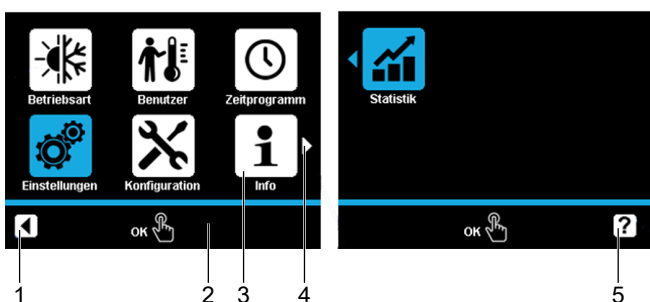 Betriebsart Benutzer Zeitprogramm
Einstellungen Konfiguration Info
OK
1 2 3 4
Statistik
OK ?
5